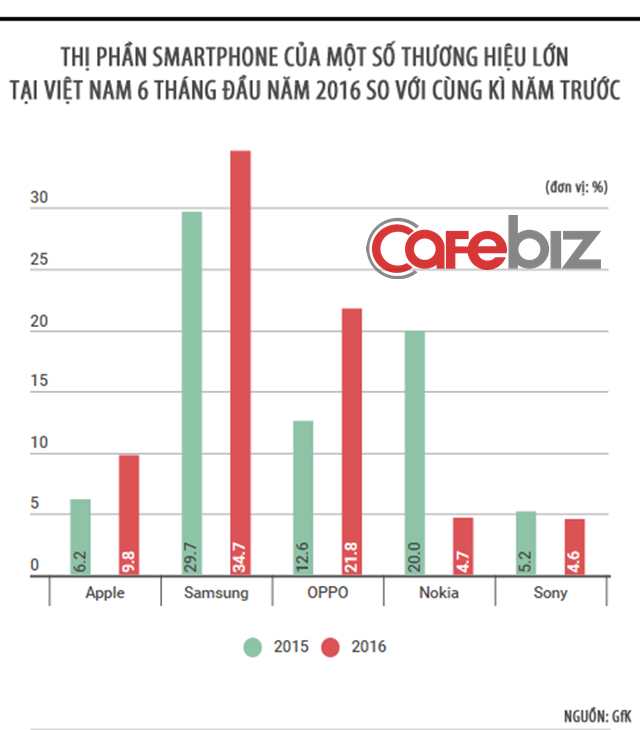 THỊ PHẦN SMARTPHONE CỦA MỘT SỐ THƯƠNG HIỆU LỚN
TẠI VIỆT NAM 6 THÁNG ĐẦU NĂM 2016 SO VỚI CÙNG KÌ NĂM TRƯỚC
(đơn vị: %)
Cafebiz
30
25
20
15
10
5
0
6.2 9.8 29.7 34.7 12.6 21.8 20.0 4.7 5.2 4.6
Apple Samsung OPPO Nokia Sony
2015 2016
NGUỒN: GfK